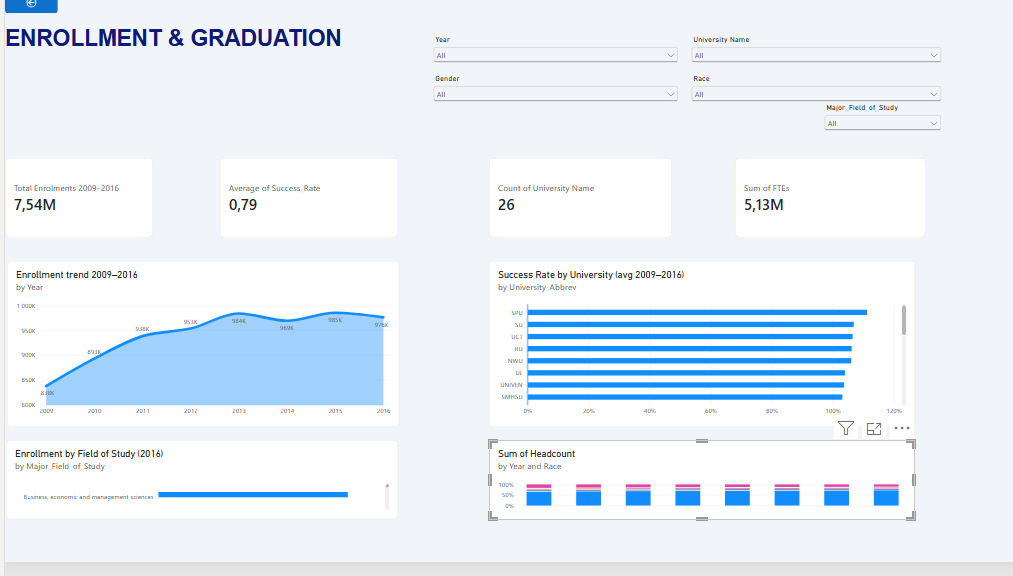 ENROLLMENT & GRADUATION
Year
All
University Name
All
Gender
All
Race
All
Major_Field_of_Study
All
Total Enrolments 2009–2016
7,54M
Average of Success_Rate
0,79
Count of University Name
26
Sum of FTEs
5,13M
Enrollment trend 2009–2016
by Year
1 000K
950K
900K
850K
800K
838K
893K
938K
953K
984K
969K
985K
976K
2009
2010
2011
2012
2013
2014
2015
2016
Success Rate by University (avg 2009–2016)
by University_Abbrev
SPU
SU
UCT
RU
NWU
UL
UNIVEN
SMHSU
0%
20%
40%
60%
80%
100%
120%
Enrollment by Field of Study (2016)
by Major_Field_of_Study
Business, economic and management sciences
Sum of Headcount
by Year and Race
100%
50%
0%